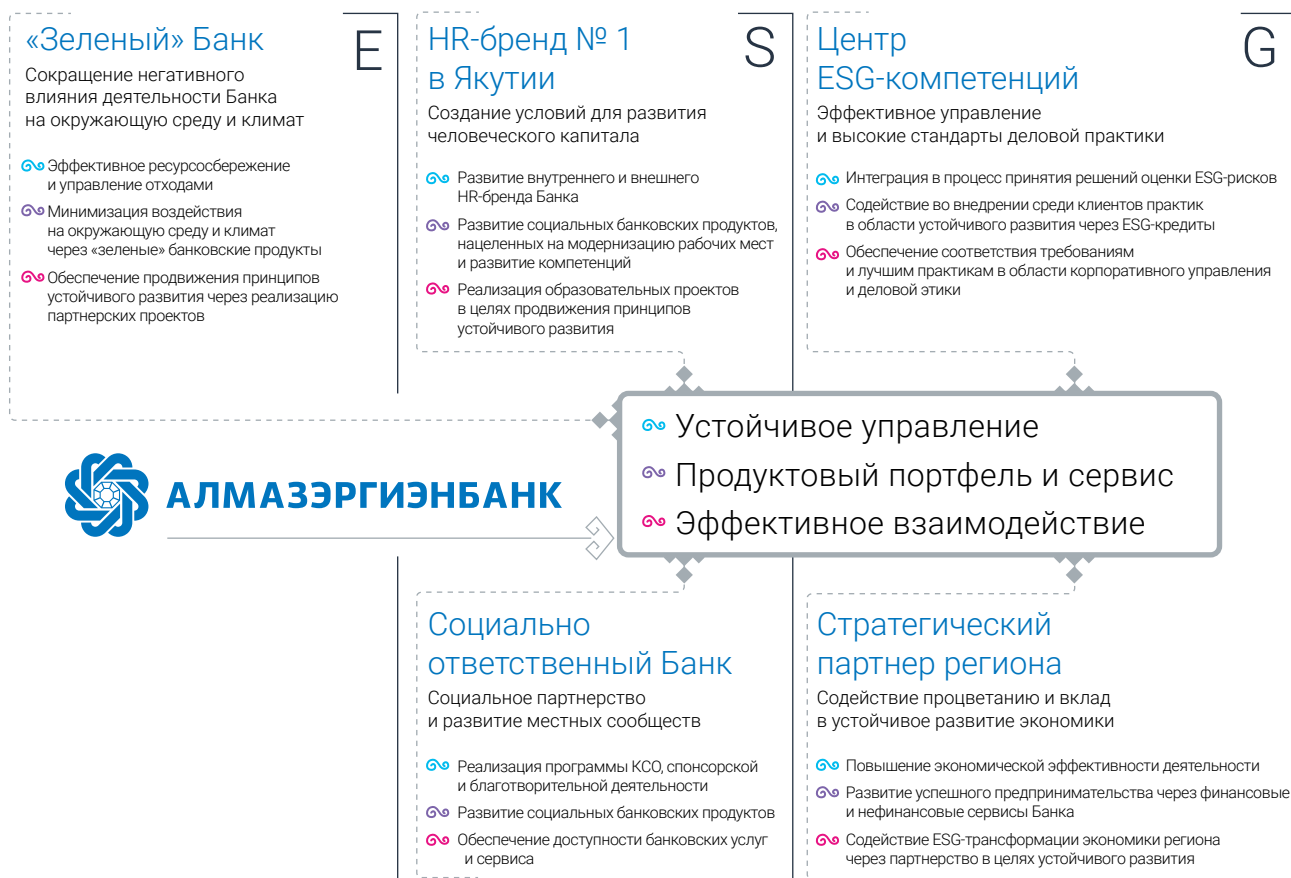 «Зеленый» Банк
E
Сокращение негативного
влияния деятельности Банка
на окружающую среду и климат
Эффективное ресурсосбережение
и управление отходами
Минимизация воздействия
на окружающую среду и климат
через «зеленые» банковские продукты
Обеспечение продвижения принципов
устойчивого развития через реализацию
партнерских проектов
HR-бренд № 1
в Якутии
S
Создание условий для развития
человеческого капитала
Развитие внутреннего и внешнего
HR-бренда Банка
Развитие социальных банковских продуктов,
нацеленных на модернизацию рабочих мест
и развитие компетенций
Реализация образовательных проектов
в целях продвижения принципов
устойчивого развития
Центр
ESG-компетенций
G
Эффективное управление
и высокие стандарты деловой практики
Интеграция в процесс принятия решений оценки ESG-рисков
Содействие во внедрении среди клиентов практик
в области устойчивого развития через ESG-кредиты
Обеспечение соответствия требованиям
и лучшим практикам в области корпоративного управления
и деловой этики
АЛМАЗЭРГИЭНБАНК
Устойчивое управление
Продуктовый портфель и сервис
Эффективное взаимодействие
Социально
ответственный Банк
Социальное партнерство
и развитие местных сообществ
Реализация программы КСО, спонсорской
и благотворительной деятельности
Развитие социальных банковских продуктов
Обеспечение доступности банковских услуг
и сервиса
Стратегический
партнер региона
Содействие процветанию и вклад
в устойчивое развитие экономики
Повышение экономической эффективности деятельности
Развитие успешного предпринимательства через финансовые
и нефинансовые сервисы Банка
Содействие ESG-трансформации экономики региона
через партнерство в целях устойчивого развития